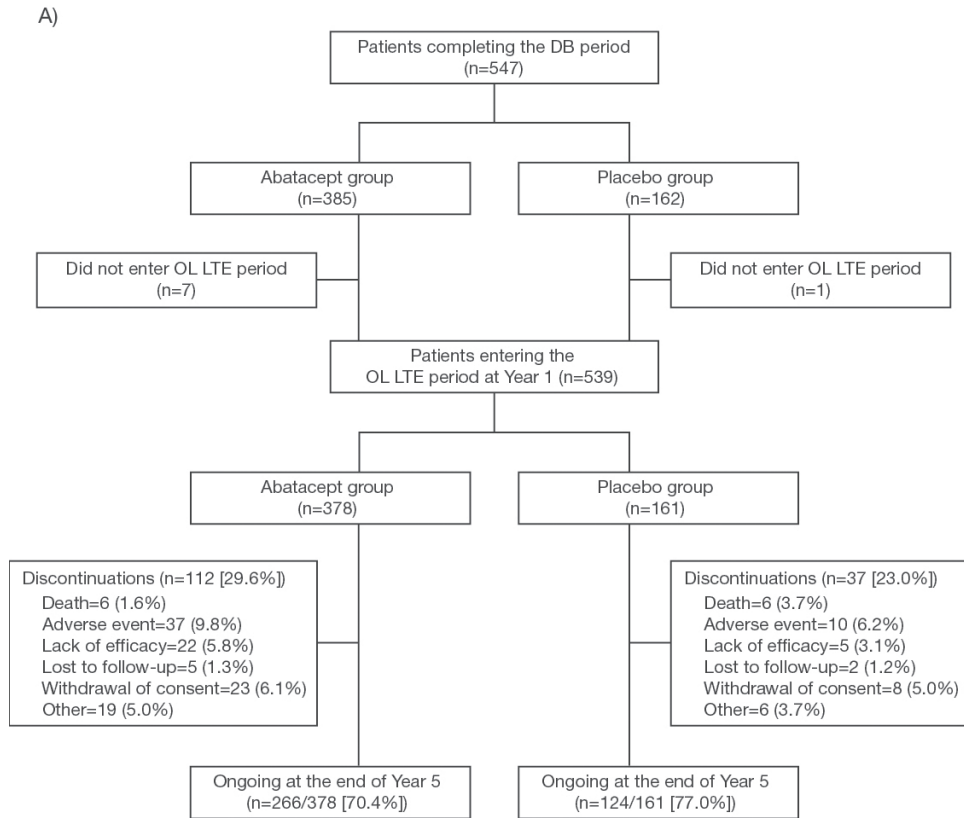 A)
Patients completing the DB period
(n=547)
Abatacept group
(n=385)
Placebo group
(n=162)
Did not enter OL LTE period
(n=7)
Did not enter OL LTE period
(n=1)
Patients entering the
OL LTE period at Year 1 (n=539)
Abatacept group
(n=378)
Placebo group
(n=161)
Discontinuations (n=112 [29.6%])
Death=6 (1.6%)
Adverse event=37 (9.8%)
Lack of efficacy=22 (5.8%)
Lost to follow-up=5 (1.3%)
Withdrawal of consent=23 (6.1%)
Other=19 (5.0%)
Discontinuations (n=37 [23.0%])
Death=6 (3.7%)
Adverse event=10 (6.2%)
Lack of efficacy=5 (3.1%)
Lost to follow-up=2 (1.2%)
Withdrawal of consent=8 (5.0%)
Other=6 (3.7%)
Ongoing at the end of Year 5
(n=266/378 [70.4%])
Ongoing at the end of Year 5
(n=124/161 [77.0%])